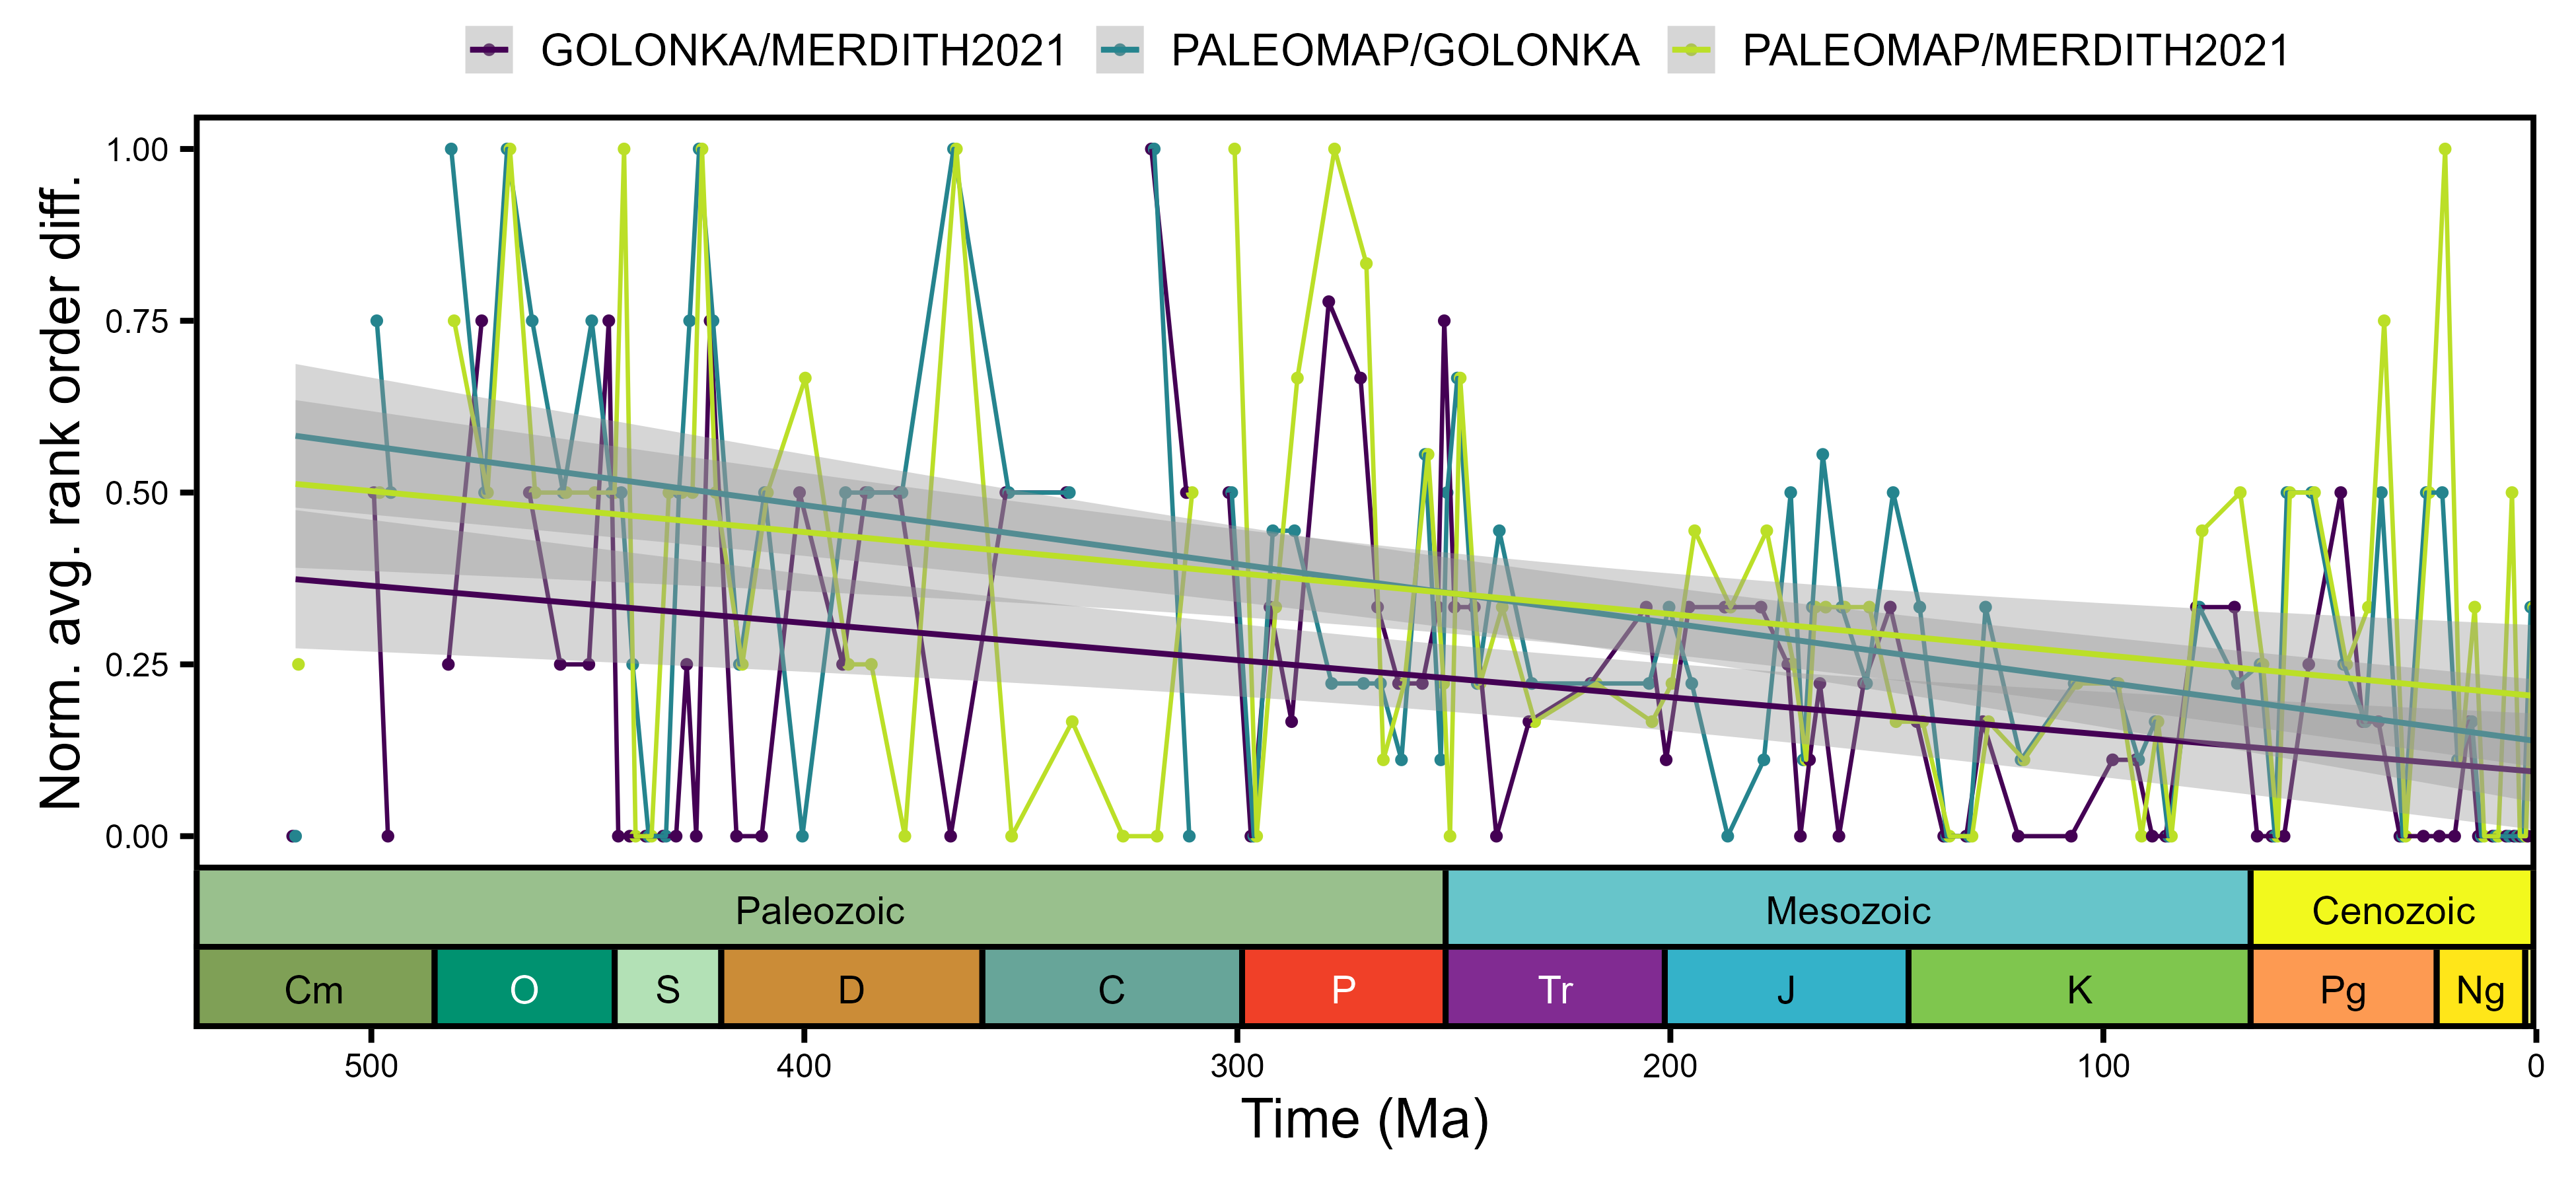 GOLONKA/MERDITH2021 PALEOMAP/GOLONKA PALEOMAP/MERDITH2021
Norm. avg. rank order diff.
1.00
0.75
0.50
0.25
0.00
Paleozoic Mesozoic Cenozoic
Cm O S D C P Tr J K Pg Ng
500 400 300 200 100 0
Time (Ma)